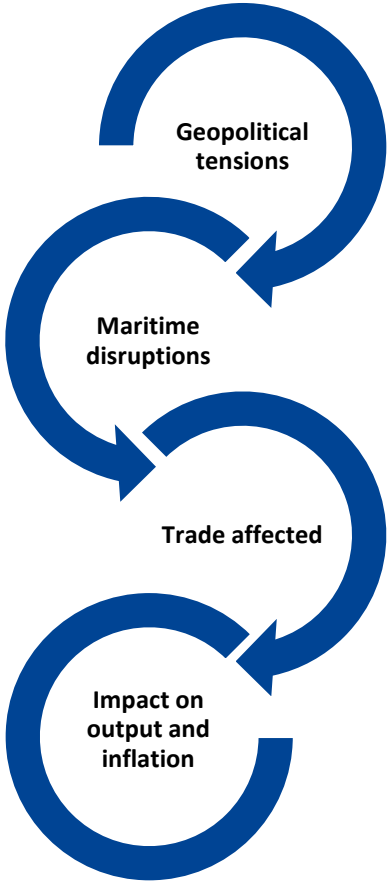 Geopolitical
tensions
Maritime
disruptions
Trade affected
Impact on
output and
inflation